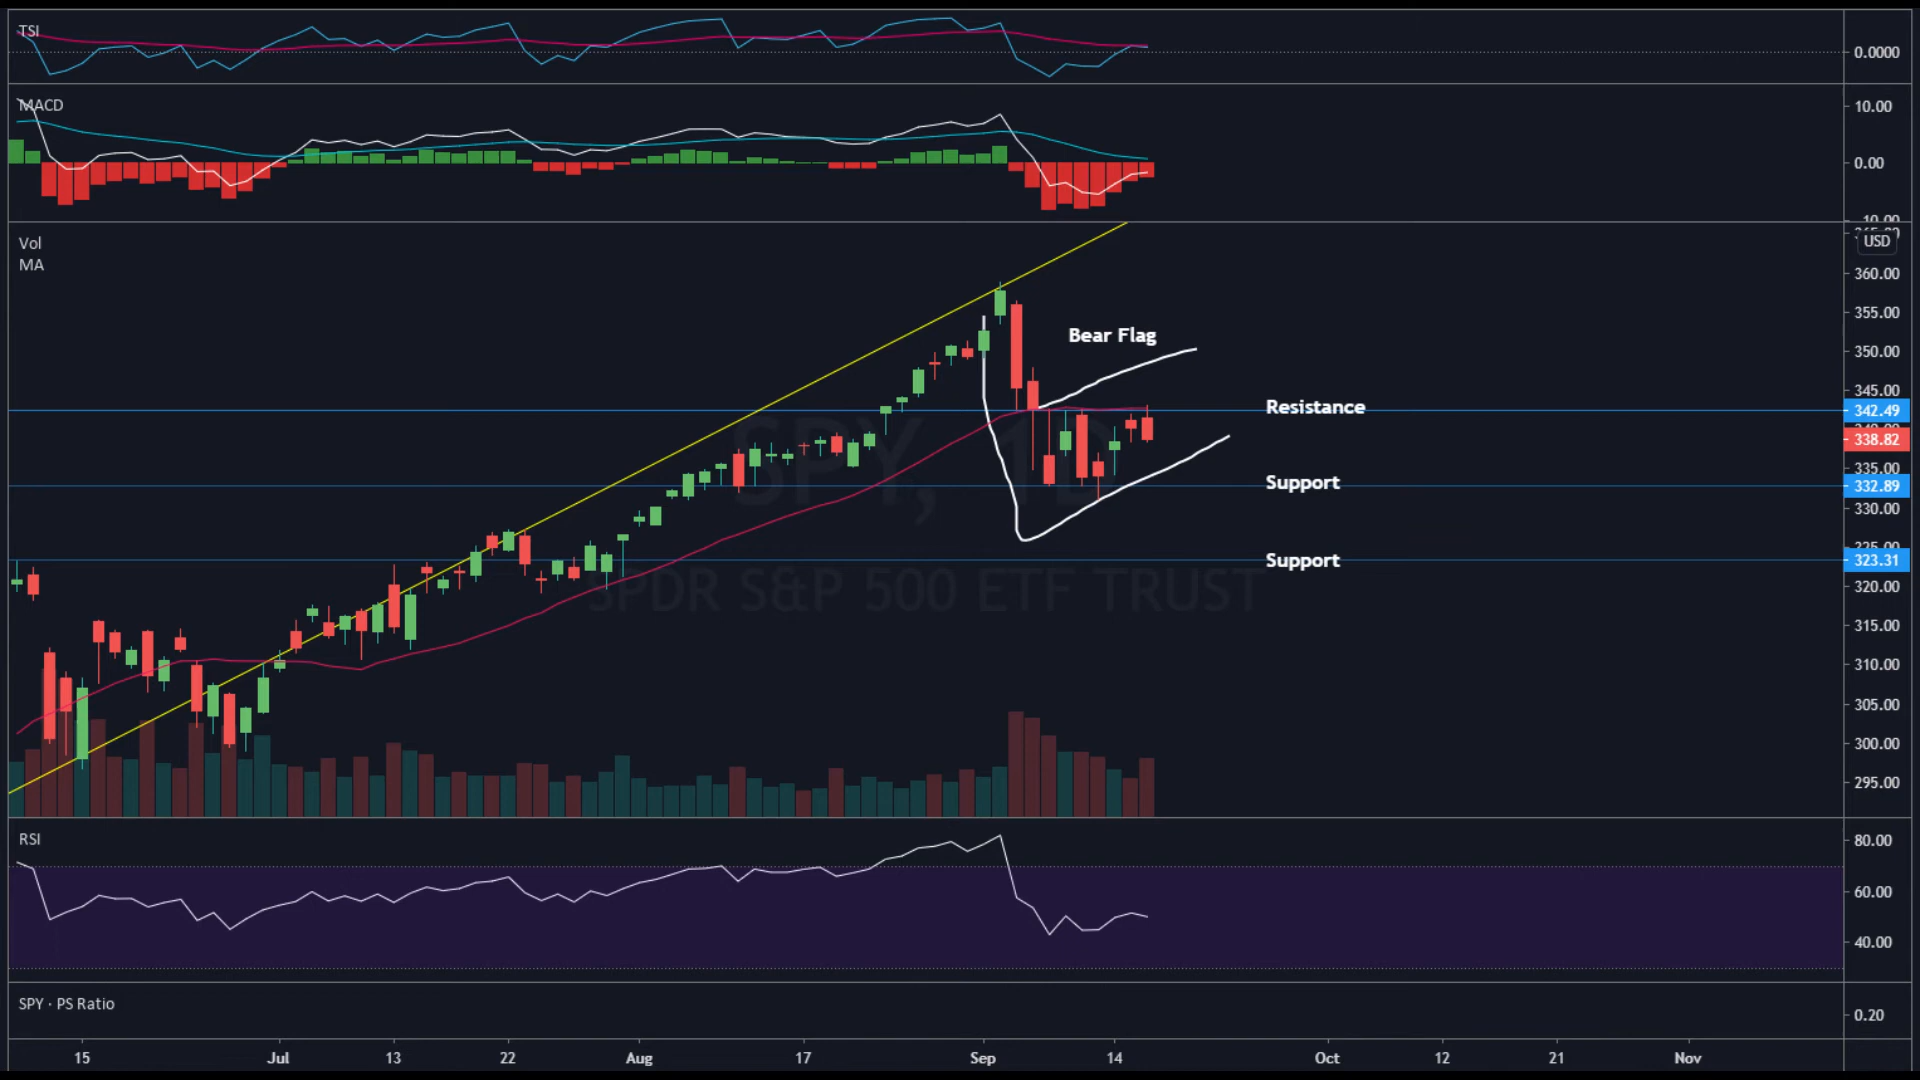 TSI
0.0000
MACD
10.00
0.00
Vol
MA
USD
360.00
355.00
Bear Flag
350.00
345.00
Resistance
342.49
338.82
SPY, 1D
335.00
Support
332.89
330.00
Support
323.31
SPDR S&P 500 ETF TRUST
320.00
315.00
310.00
305.00
300.00
295.00
RSI
80.00
60.00
40.00
SPY · PS Ratio
0.20
15 Jul 13 22 Aug 17 Sep 14 Oct 12 21 Nov